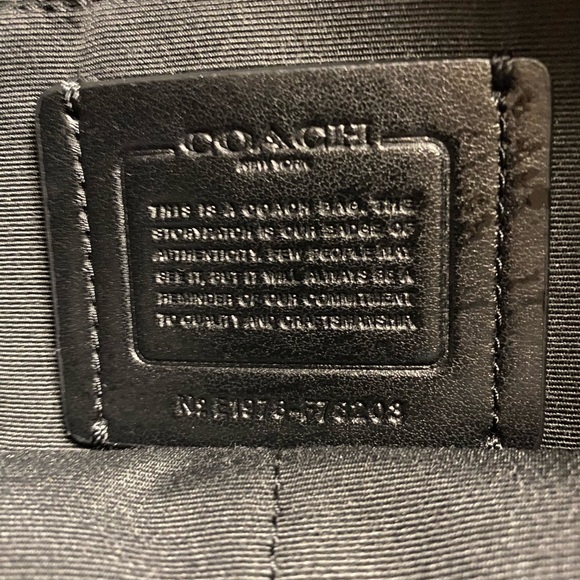 COACH
NEW YORK
THIS IS A COACH BAG. THE
STORYPATCH IS OUR BADGE OF
AUTHENTICITY. FEW PEOPLE MAY
SEE IT, BUT IT WILL ALWAYS BE A
REMINDER OF OUR COMMITMENT
TO QUALITY AND CRAFTSMANSHIP.
Nº